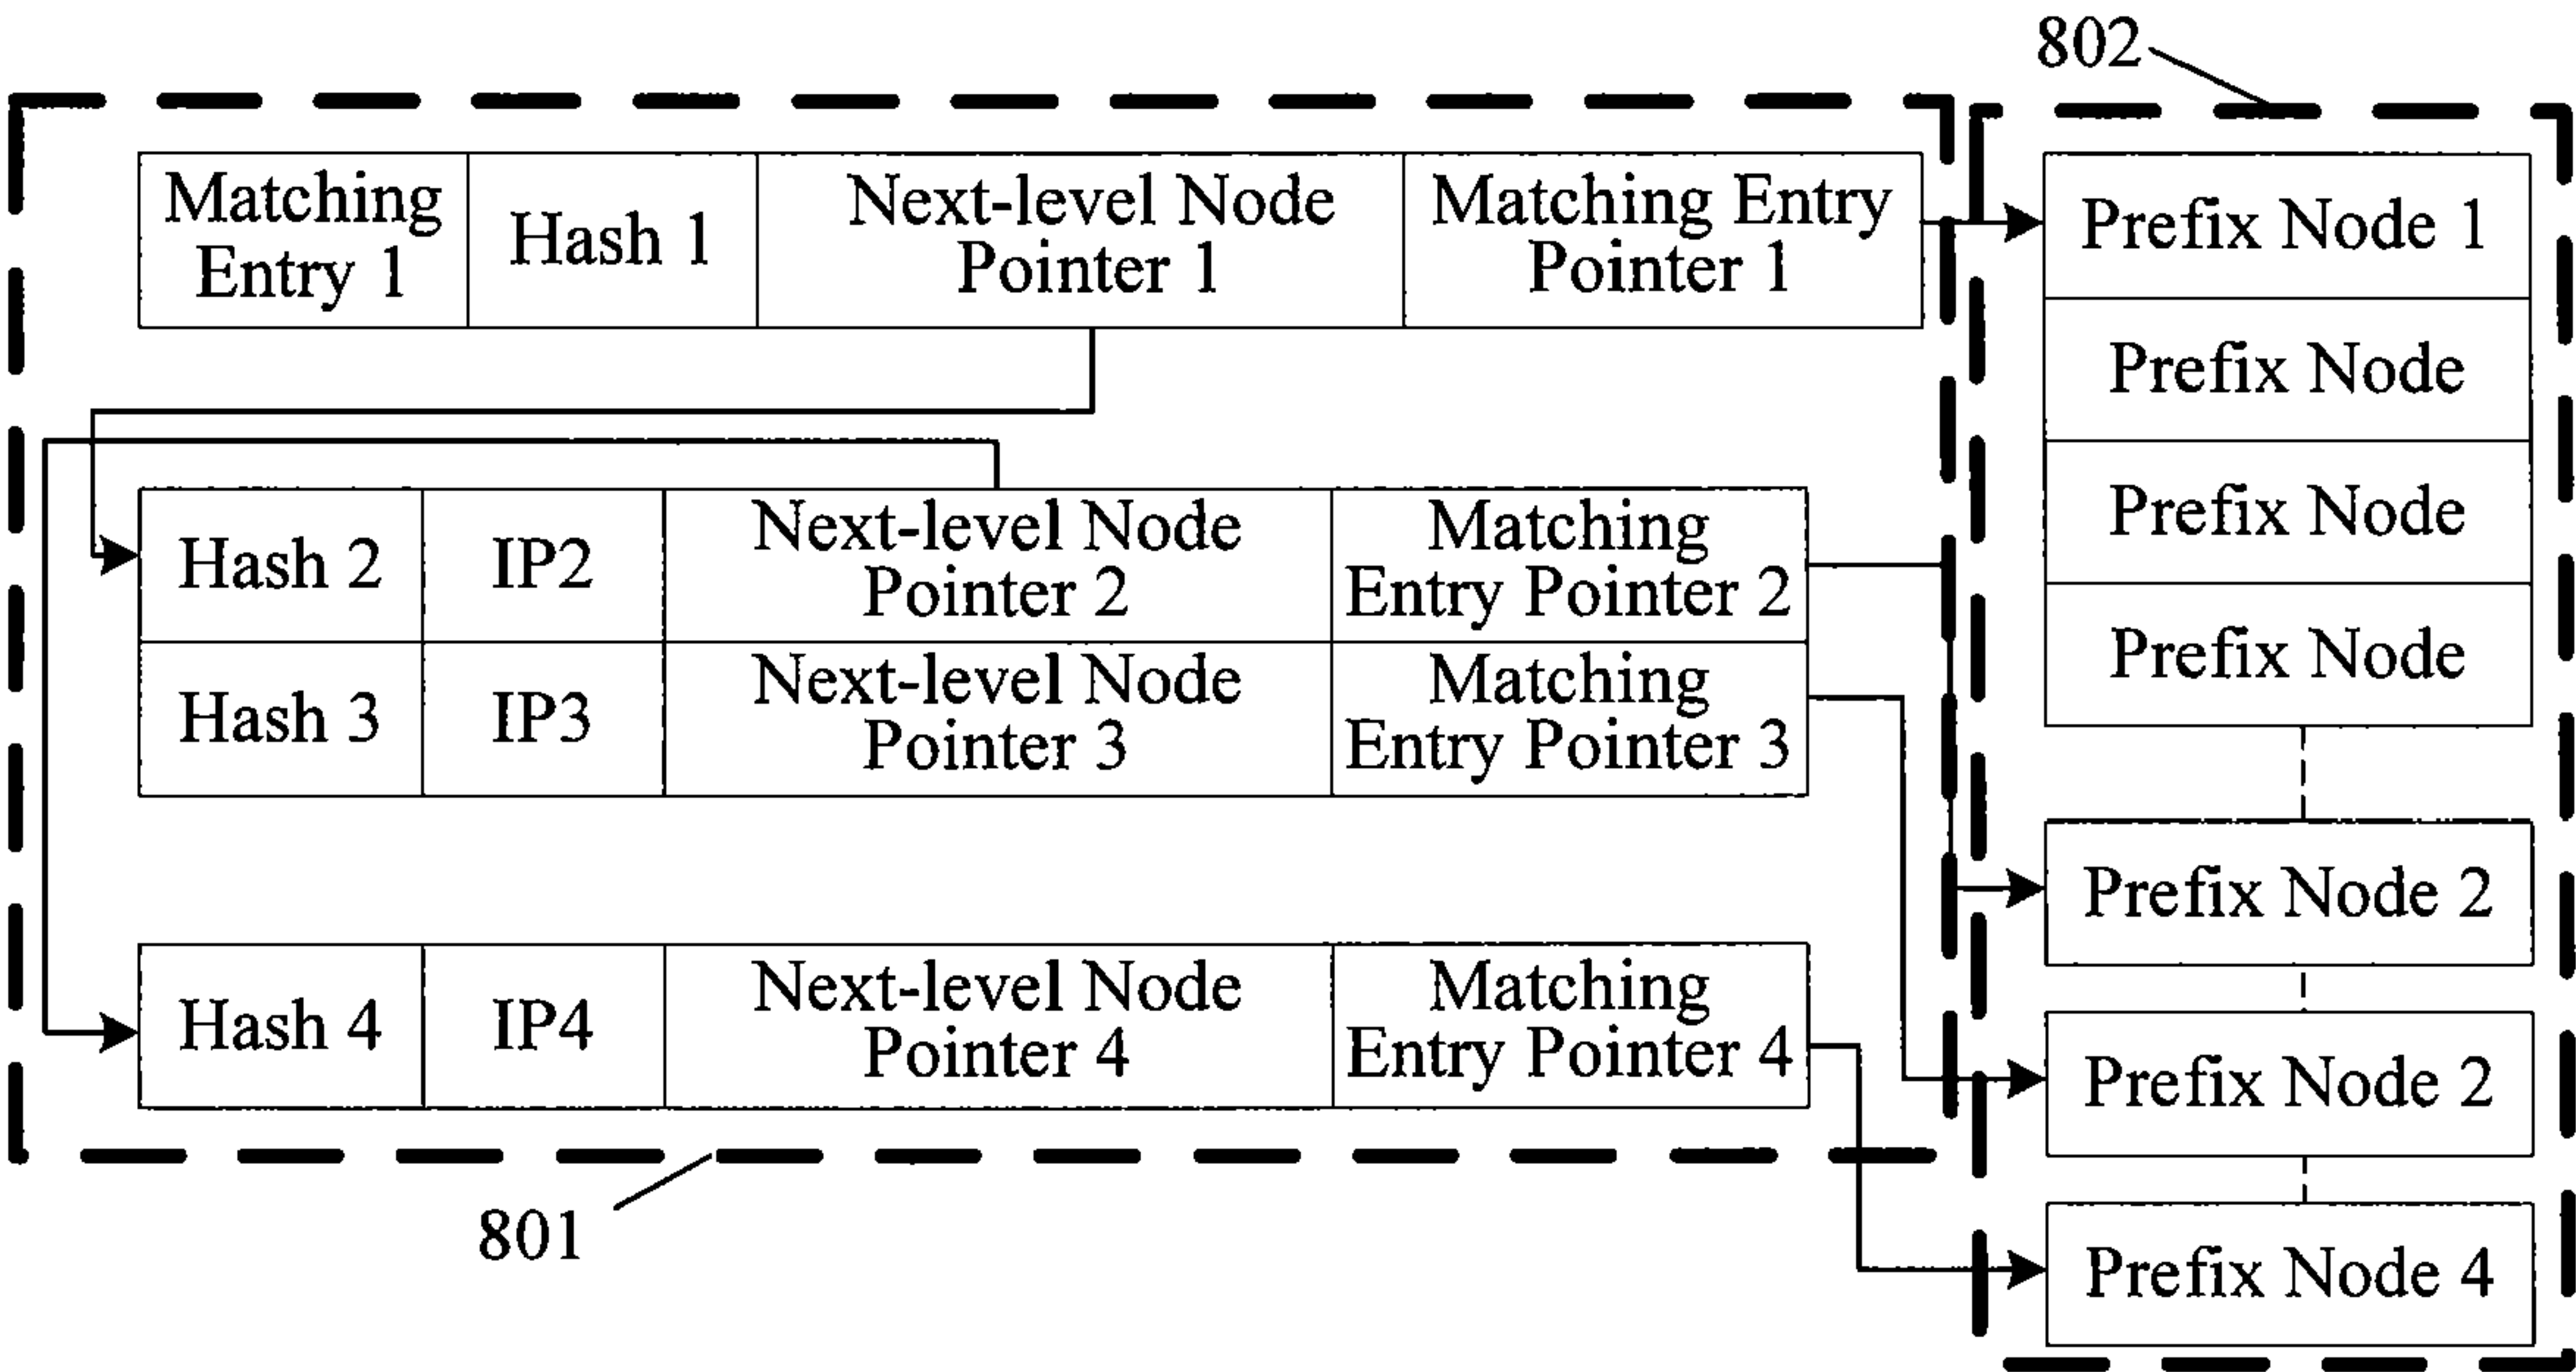 802
Matching
Entry 1
Hash 1
Next-level Node
Pointer 1
Matching Entry
Pointer 1
Prefix Node 1
Prefix Node
Prefix Node
Prefix Node
Hash 2
IP2
Next-level Node
Pointer 2
Matching
Entry Pointer 2
Hash 3
IP3
Next-level Node
Pointer 3
Matching
Entry Pointer 3
Prefix Node 2
Hash 4
IP4
Next-level Node
Pointer 4
Matching
Entry Pointer 4
Prefix Node 2
Prefix Node 4
801